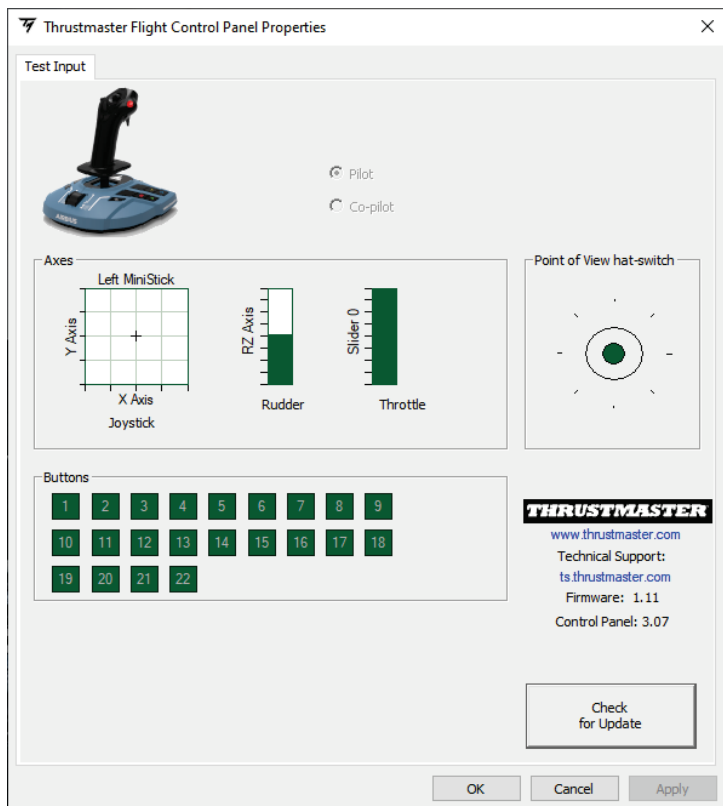 Thrustmaster Flight Control Panel Properties
Test Input
AIRBUS
Pilot
Co-pilot
Axes
Left MiniStick
Y Axis
X Axis
Joystick
RZ Axis
Rudder
Slider 0
Throttle
Point of View hat-switch
Buttons
1 2 3 4 5 6 7 8 9
10 11 12 13 14 15 16 17 18
19 20 21 22
THRUSTMASTER
www.thrustmaster.com
Technical Support:
ts.thrustmaster.com
Firmware: 1.11
Control Panel: 3.07
Check
for Update
OK Cancel Apply